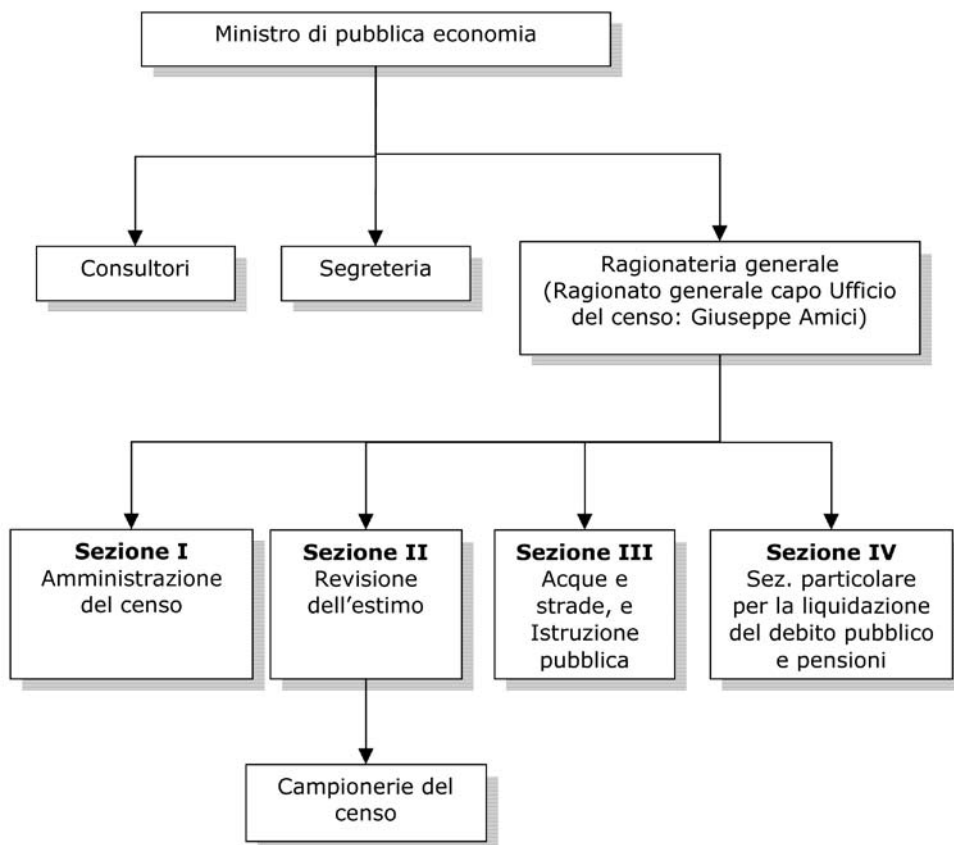 Ministro di pubblica economia
Consultori
Segreteria
Ragionateria generale
(Ragionato generale capo Ufficio
del censo: Giuseppe Amici)
Sezione I
Amministrazione
del censo
Sezione II
Revisione
dell'estimo
Sezione III
Acque e
strade, e
Istruzione
pubblica
Sezione IV
Sez. particolare
per la liquidazione
del debito pubblico
e pensioni
Campionerie del
censo